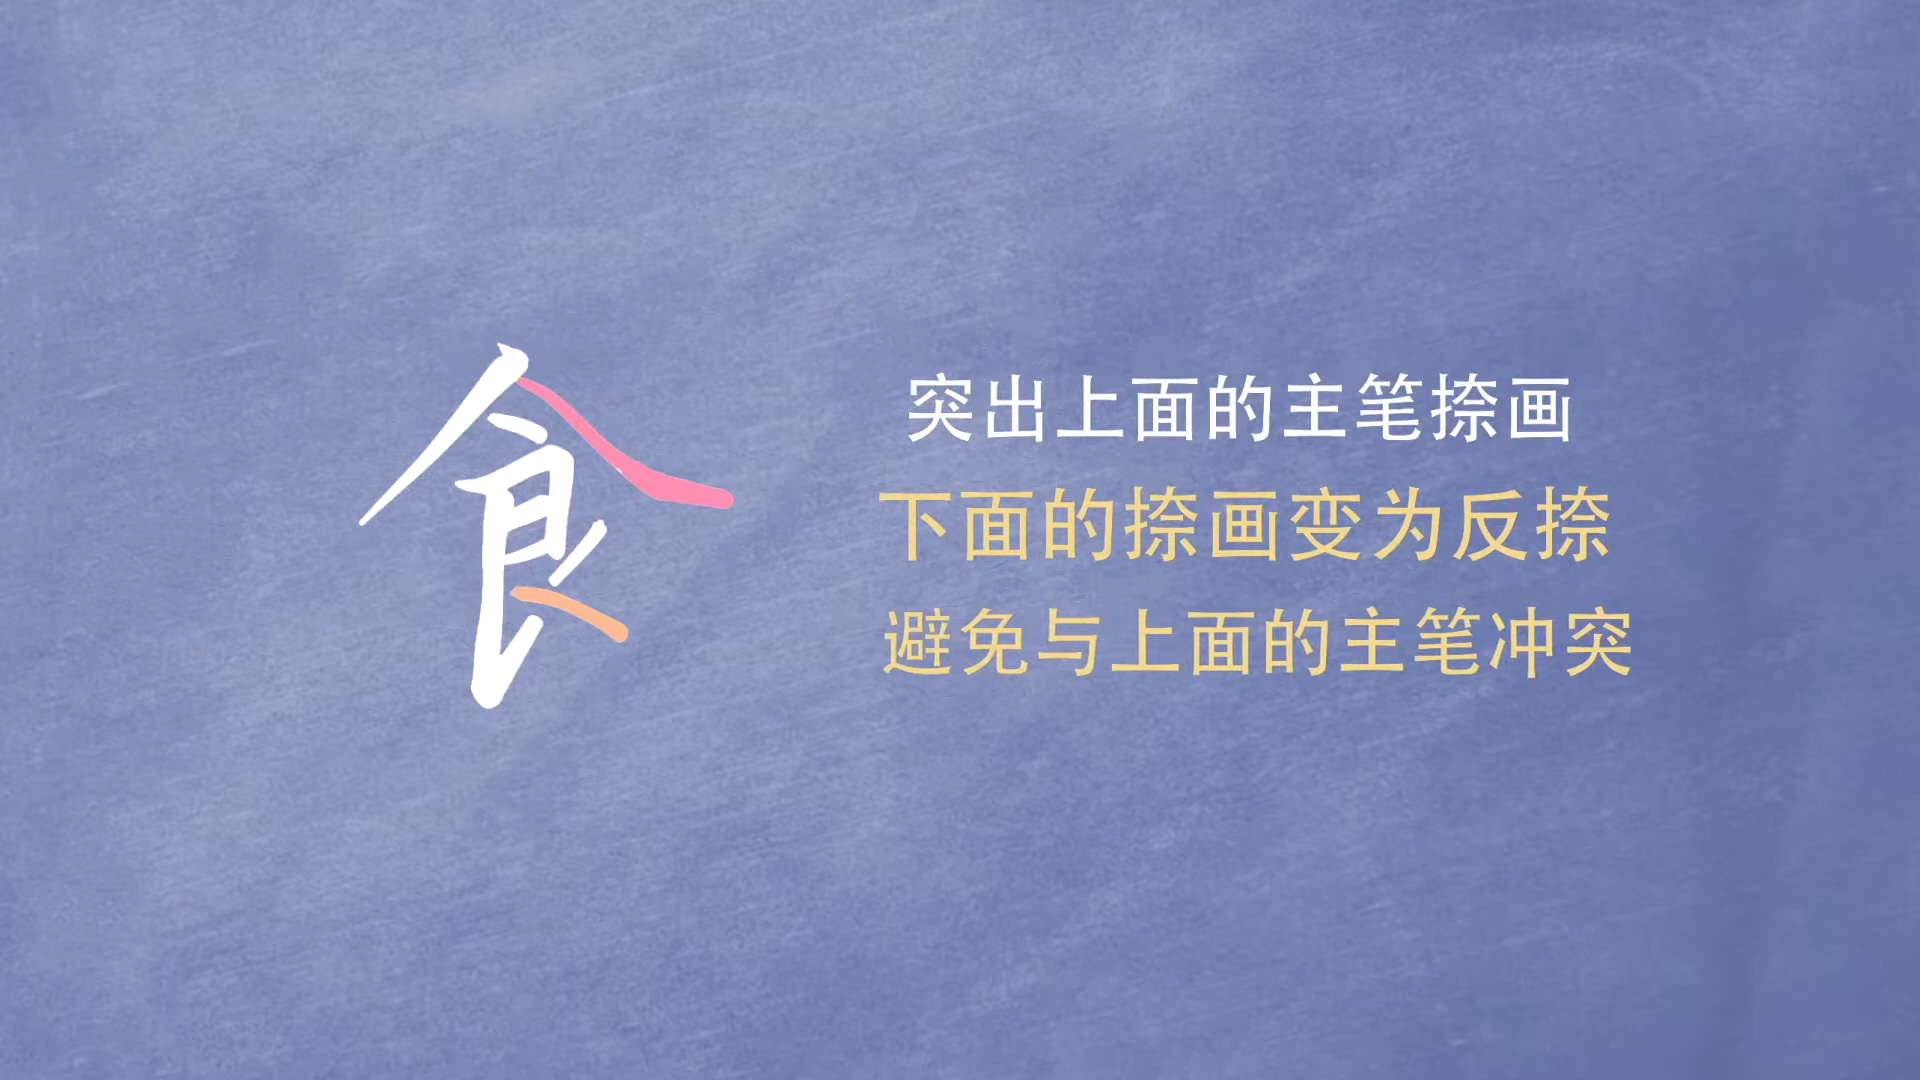 食
突出上面的主笔捺画
下面的捺画变为反捺
避免与上面的主笔冲突